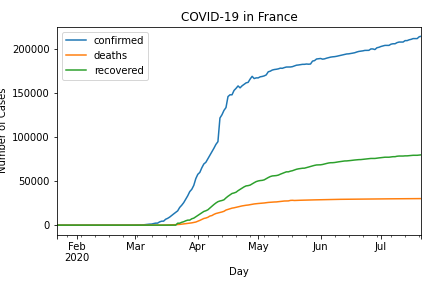 COVID-19 in France
confirmed
deaths
recovered
Number of Cases
200000
150000
100000
50000
0
Feb
2020
Mar
Apr
May
Jun
Jul
Day